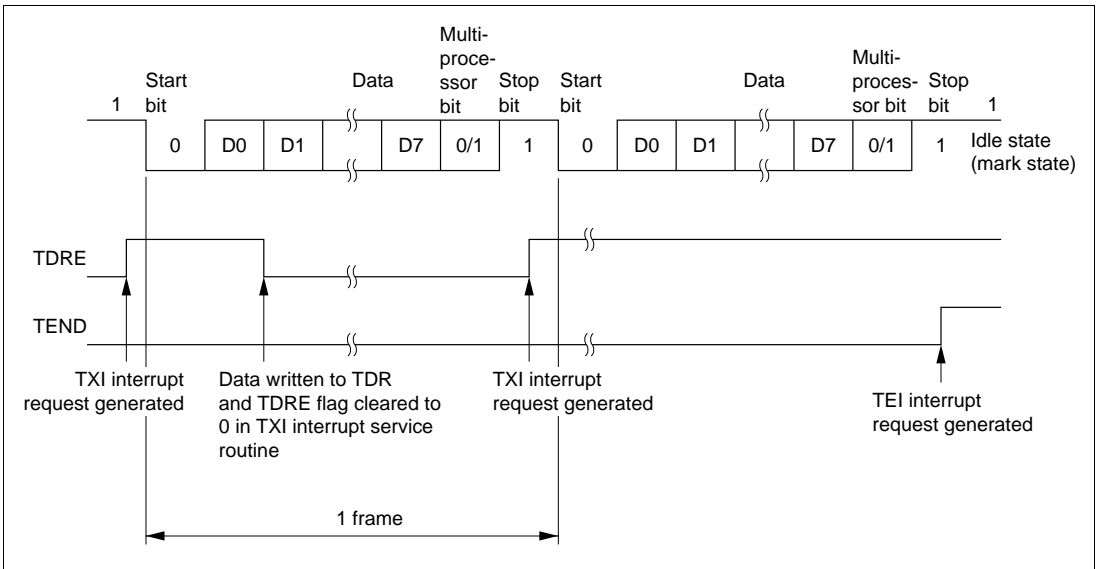 Multi-
proce-
ssor
bit
Multi-
proces-
sor bit
Start
bit
Data
Stop
bit
Start
bit
Data
Stop
bit
1
1
0 D0 D1 D7 0/1 1 0 D0 D1 D7 0/1 1
Idle state
(mark state)
TDRE
TEND
TXI interrupt
request generated
Data written to TDR
and TDRE flag cleared to
0 in TXI interrupt service
routine
TXI interrupt
request generated
TEI interrupt
request generated
1 frame